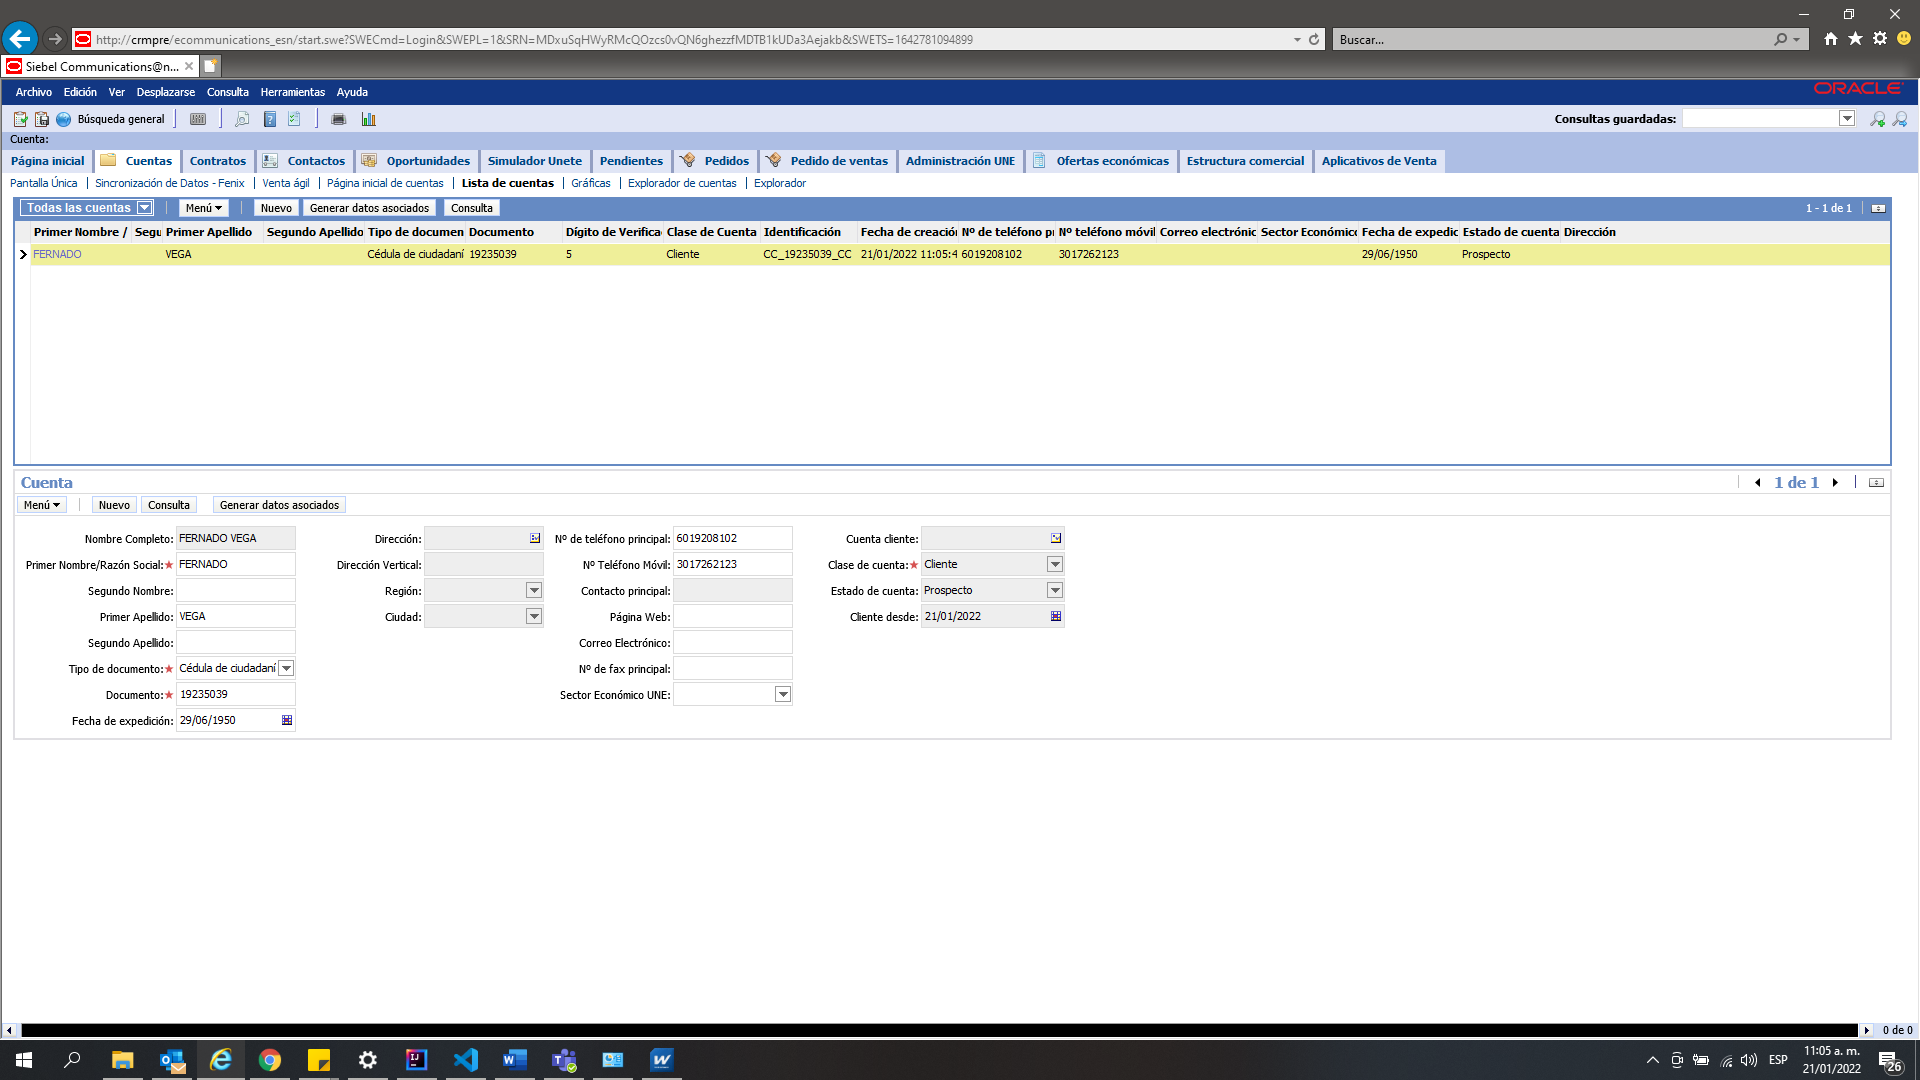 http://crmpre/ecommunications_esn/start.swe?SWECmd=Login&SWEPL=1&SRN=MDxuSqHWyRMcQOzcs0vQN6ghezzfMDTB1kUDa3Aejakb&SWETS=1642781094899
Buscar...
Siebel Communications@n...
Archivo Edición Ver Desplazarse Consulta Herramientas Ayuda
ORACLE
Búsqueda general
Consultas guardadas:
Cuenta:
Página inicial Cuentas Contratos Contactos Oportunidades Simulador Unete Pendientes Pedidos Pedido de ventas Administración UNE Ofertas económicas Estructura comercial Aplicativos de Venta
Pantalla Única Sincronización de Datos - Fenix Venta ágil Página inicial de cuentas Lista de cuentas Gráficas Explorador de cuentas Explorador
Todas las cuentas Menú Nuevo Generar datos asociados Consulta 1 - 1 de 1
Primer Nombre / Segu Primer Apellido Segundo Apellido Tipo de documen Documento Dígito de Verifica Clase de Cuenta Identificación Fecha de creación Nº de teléfono pr Nº teléfono móvil Correo electrónic Sector Económico Fecha de expedic Estado de cuenta Dirección
FERNADO VEGA Cédula de ciudadaní 19235039 5 Cliente CC_19235039_CC 21/01/2022 11:05:4 6019208102 3017262123 29/06/1950 Prospecto
Cuenta
1 de 1
Menú Nuevo Consulta Generar datos asociados
Nombre Completo: FERNADO VEGA Dirección: Nº de teléfono principal: 6019208102 Cuenta cliente:
Primer Nombre/Razón Social:★ FERNADO Dirección Vertical: Nº Teléfono Móvil: 3017262123 Clase de cuenta:★ Cliente
Segundo Nombre: Región: Contacto principal: Estado de cuenta: Prospecto
Primer Apellido: VEGA Ciudad: Página Web: Cliente desde: 21/01/2022
Segundo Apellido: Correo Electrónico:
Tipo de documento:★ Cédula de ciudadaní Nº de fax principal:
Documento:★ 19235039 Sector Económico UNE:
Fecha de expedición: 29/06/1950
0 de 0
ESP
11:05 a. m.
21/01/2022
26